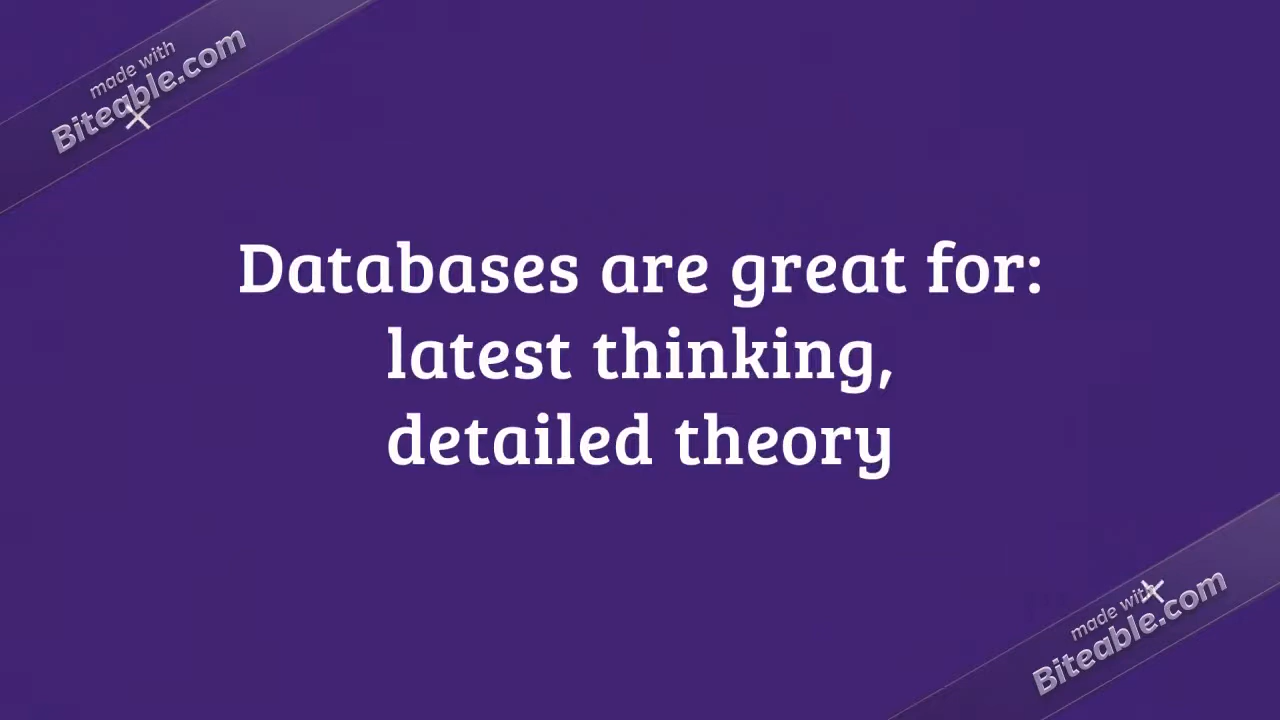 made with
Biteable.com
Databases are great for:
latest thinking,
detailed theory
made with
Biteable.com